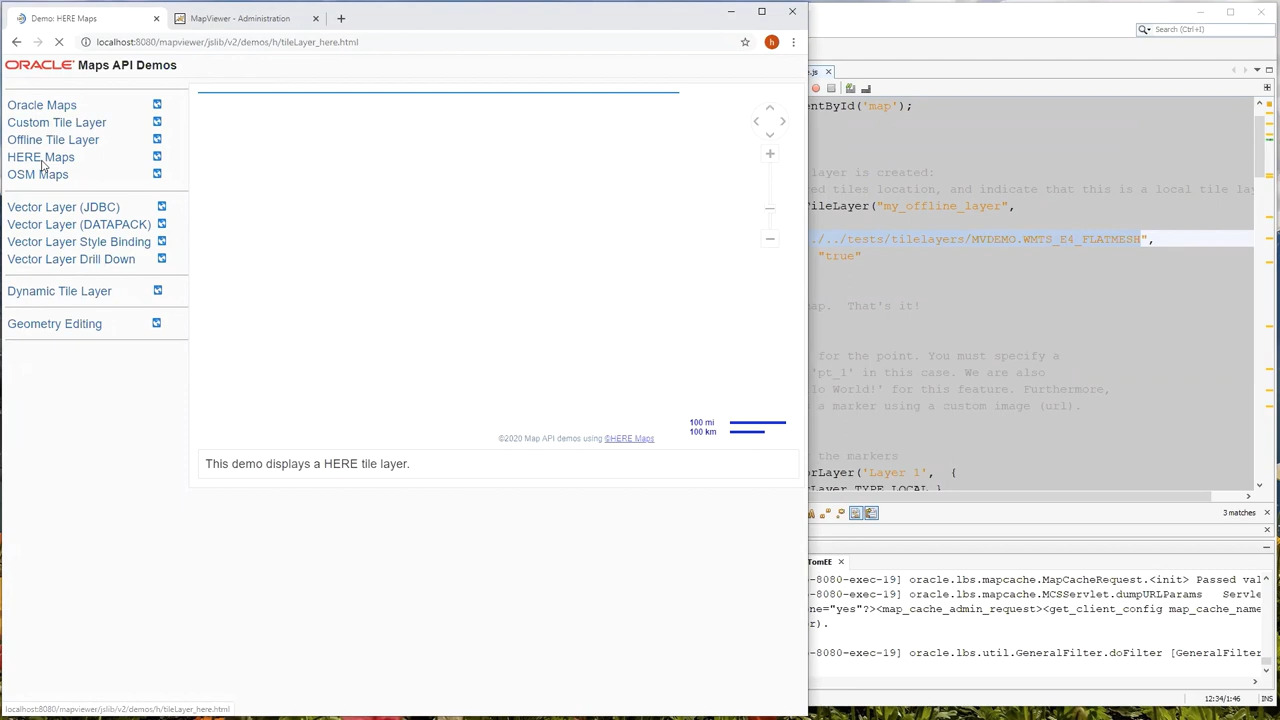 Demo: HERE Maps
MapViewer - Administration
localhost:8080/mapviewer/jslib/v2/demos/h/tileLayer_here.html
h
ORACLE Maps API Demos
Oracle Maps
Custom Tile Layer
Offline Tile Layer
HERE Maps
OSM Maps
Vector Layer (JDBC)
Vector Layer (DATAPACK)
Vector Layer Style Binding
Vector Layer Drill Down
Dynamic Tile Layer
Geometry Editing
100 mi
100 km
©2020 Map API demos using ©HERE Maps
This demo displays a HERE tile layer.
localhost:8080/mapviewer/jslib/v2/demos/h/tileLayer_here.html
Search (Ctrl+I)
.js
entById('map');
layer is created:
ed tiles location, and indicate that this is a local tile lay
TileLayer("my_offline_layer",
./../tests/tilelayers/MVDEMO.WMTS_E4_FLATMESH",
"true"
map.  That's it!
for the point. You must specify a
'pt_1' in this case. We are also
lo World!' for this feature. Furthermore,
a marker using a custom image (url).
the markers
orLayer('Layer 1',  {
rLayer.TYPE_LOCAL }
3 matches
TomEE
-8080-exec-19] oracle.lbs.mapcache.MapCacheRequest.<init> Passed val
-8080-exec-19] oracle.lbs.mapcache.MCSServlet.dumpURLParams   Servle
ne="yes"?><map_cache_admin_request><get_client_config map_cache_name
r).
-8080-exec-19] oracle.lbs.util.GeneralFilter.doFilter [GeneralFilter
12:34/1:46
INS